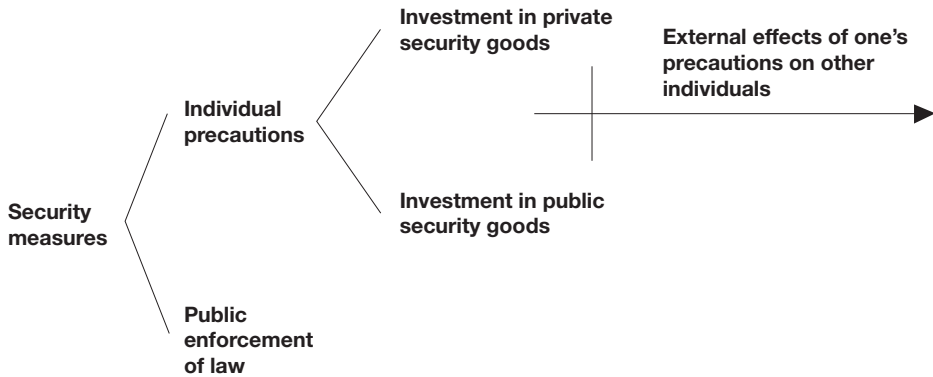 Investment in private
security goods
External effects of one’s
precautions on other
individuals
Individual
precautions
Investment in public
security goods
Security
measures
Public
enforcement
of law